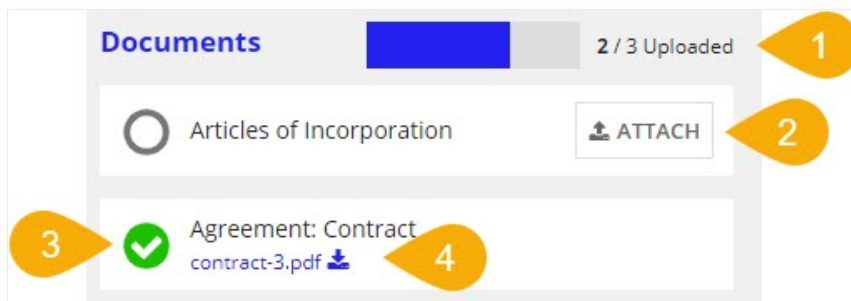 Documents 2 / 3 Uploaded 1
Articles of Incorporation ATTACH 2
3 Agreement: Contract
contract-3.pdf 4